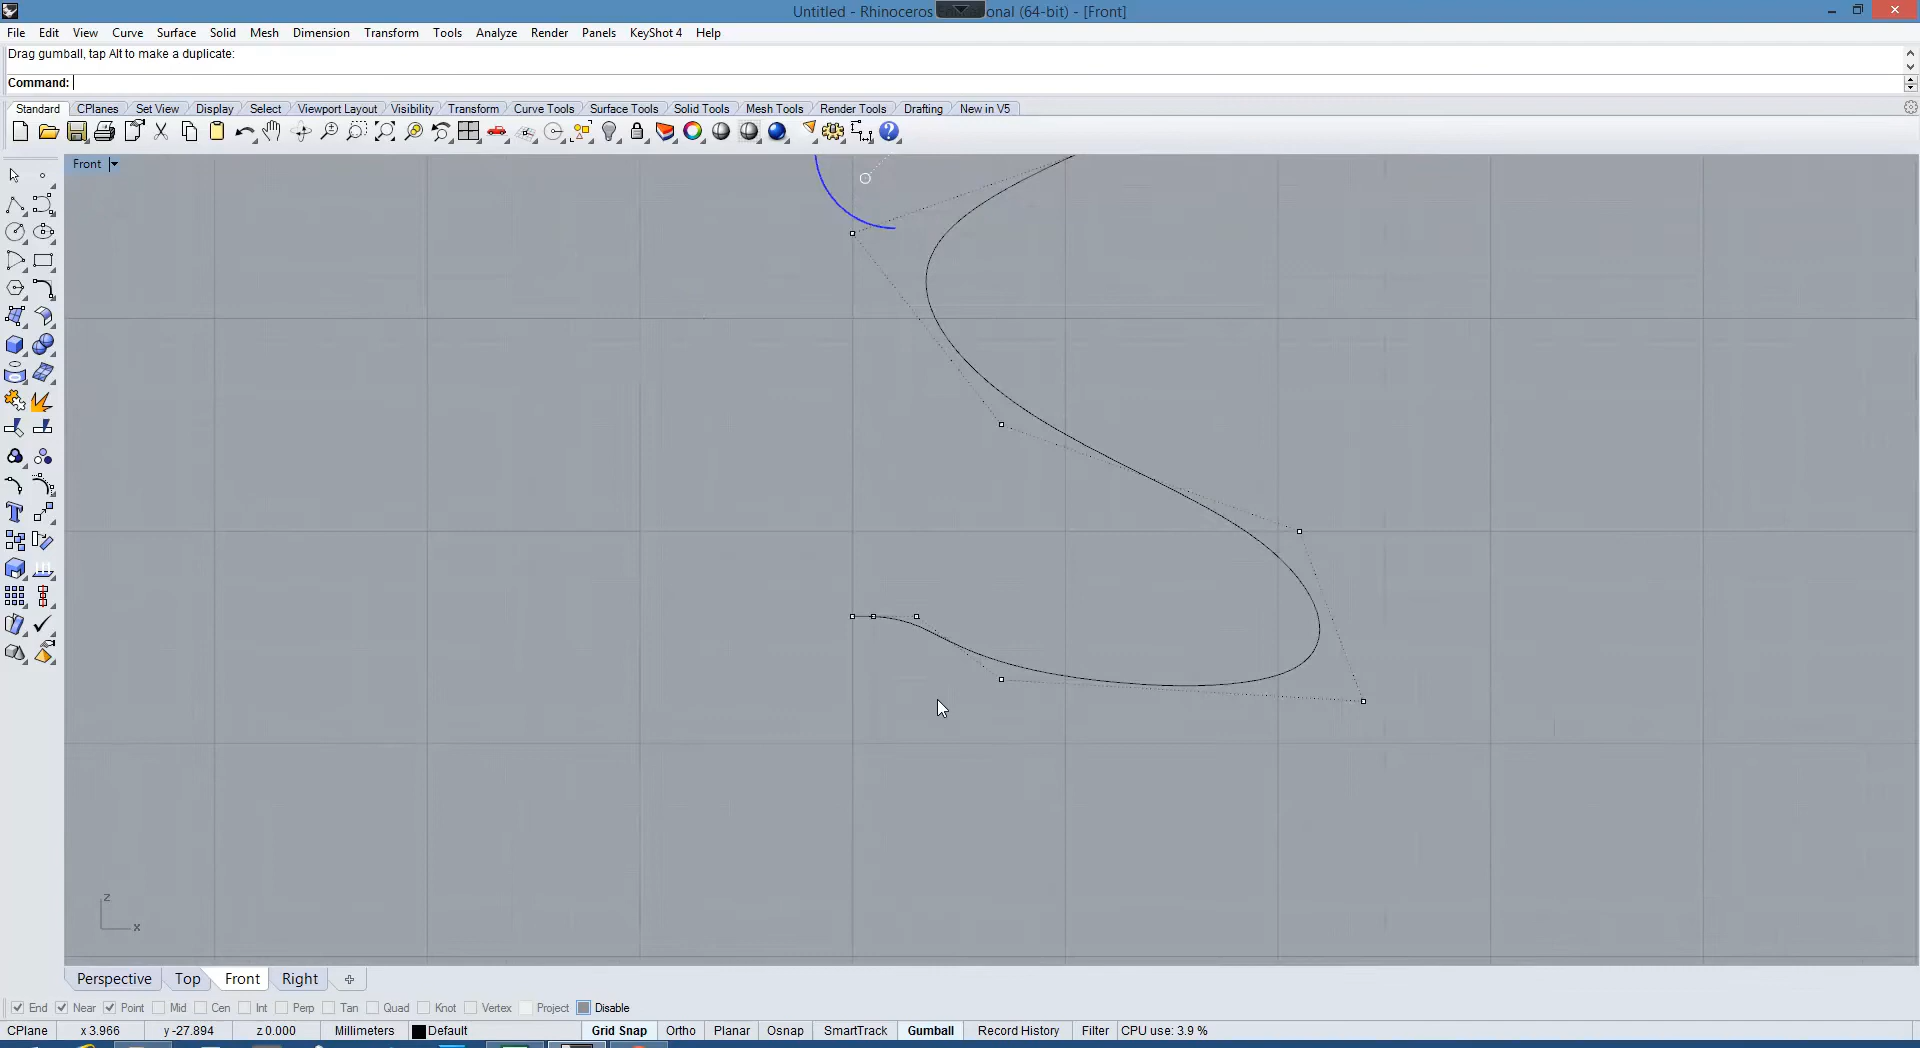 Untitled - Rhinoceros onal (64-bit) - [Front]
File Edit View Curve Surface Solid Mesh Dimension Transform Tools Analyze Render Panels KeyShot 4 Help
Drag gumball, tap Alt to make a duplicate:
Command:
Standard CPlanes Set View Display Select Viewport Layout Visibility Transform Curve Tools Surface Tools Solid Tools Mesh Tools Render Tools Drafting New in V5
Front
z
x
Perspective Top Front Right
End Near Point Mid Cen Int Perp Tan Quad Knot Vertex Project Disable
CPlane x 3.966 y -27.894 z 0.000 Millimeters Default Grid Snap Ortho Planar Osnap SmartTrack Gumball Record History Filter CPU use: 3.9 %